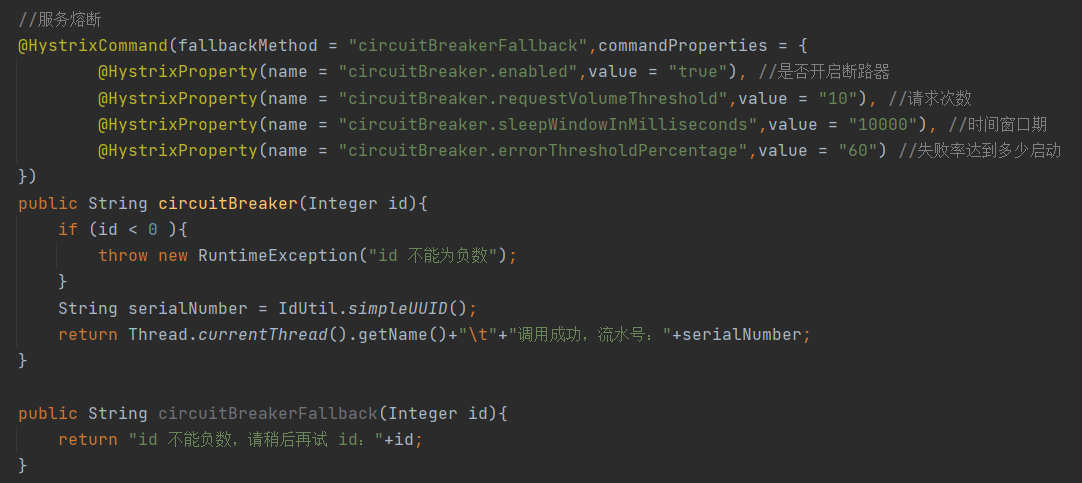 //服务熔断
@HystrixCommand(fallbackMethod = "circuitBreakerFallback",commandProperties = {
        @HystrixProperty(name = "circuitBreaker.enabled",value = "true"), //是否开启断路器
        @HystrixProperty(name = "circuitBreaker.requestVolumeThreshold",value = "10"), //请求次数
        @HystrixProperty(name = "circuitBreaker.sleepWindowInMilliseconds",value = "10000"), //时间窗口期
        @HystrixProperty(name = "circuitBreaker.errorThresholdPercentage",value = "60") //失败率达到多少启动
})
public String circuitBreaker(Integer id){
    if (id < 0 ){
        throw new RuntimeException("id 不能为负数");
    }
    String serialNumber = IdUtil.simpleUUID();
    return Thread.currentThread().getName()+"\t"+"调用成功，流水号："+serialNumber;
}
public String circuitBreakerFallback(Integer id){
    return "id 不能负数，请稍后再试 id："+id;
}